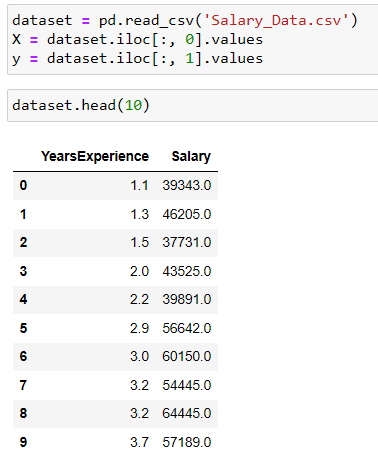 dataset = pd.read_csv('Salary_Data.csv')
X = dataset.iloc[:, 0].values
y = dataset.iloc[:, 1].values
dataset.head(10)
YearsExperience Salary
0 1.1 39343.0
1 1.3 46205.0
2 1.5 37731.0
3 2.0 43525.0
4 2.2 39891.0
5 2.9 56642.0
6 3.0 60150.0
7 3.2 54445.0
8 3.2 64445.0
9 3.7 57189.0